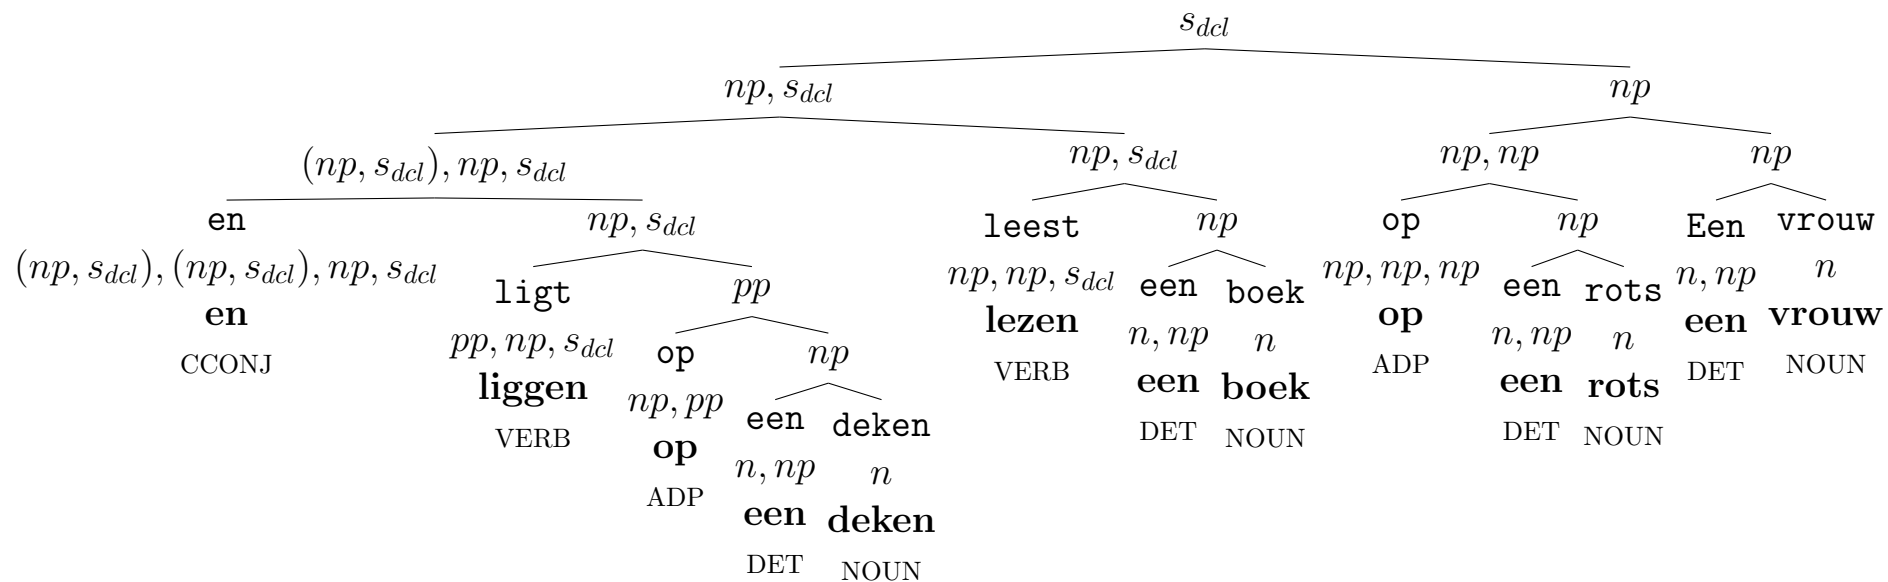 s_dcl
np, s_dcl np
(np, s_dcl), np, s_dcl np, s_dcl np, np np
en np, s_dcl leest np op np Een vrouw
(np, s_dcl), (np, s_dcl), np, s_dcl ligt pp np, np, s_dcl een boek np, np, np een rots n, np n
en pp, np, s_dcl op np lezen n, np n op n, np n een vrouw
CCONJ liggen np, pp een deken VERB een boek ADP een rots DET NOUN
VERB op n, np n DET NOUN DET NOUN
ADP een deken
DET NOUN